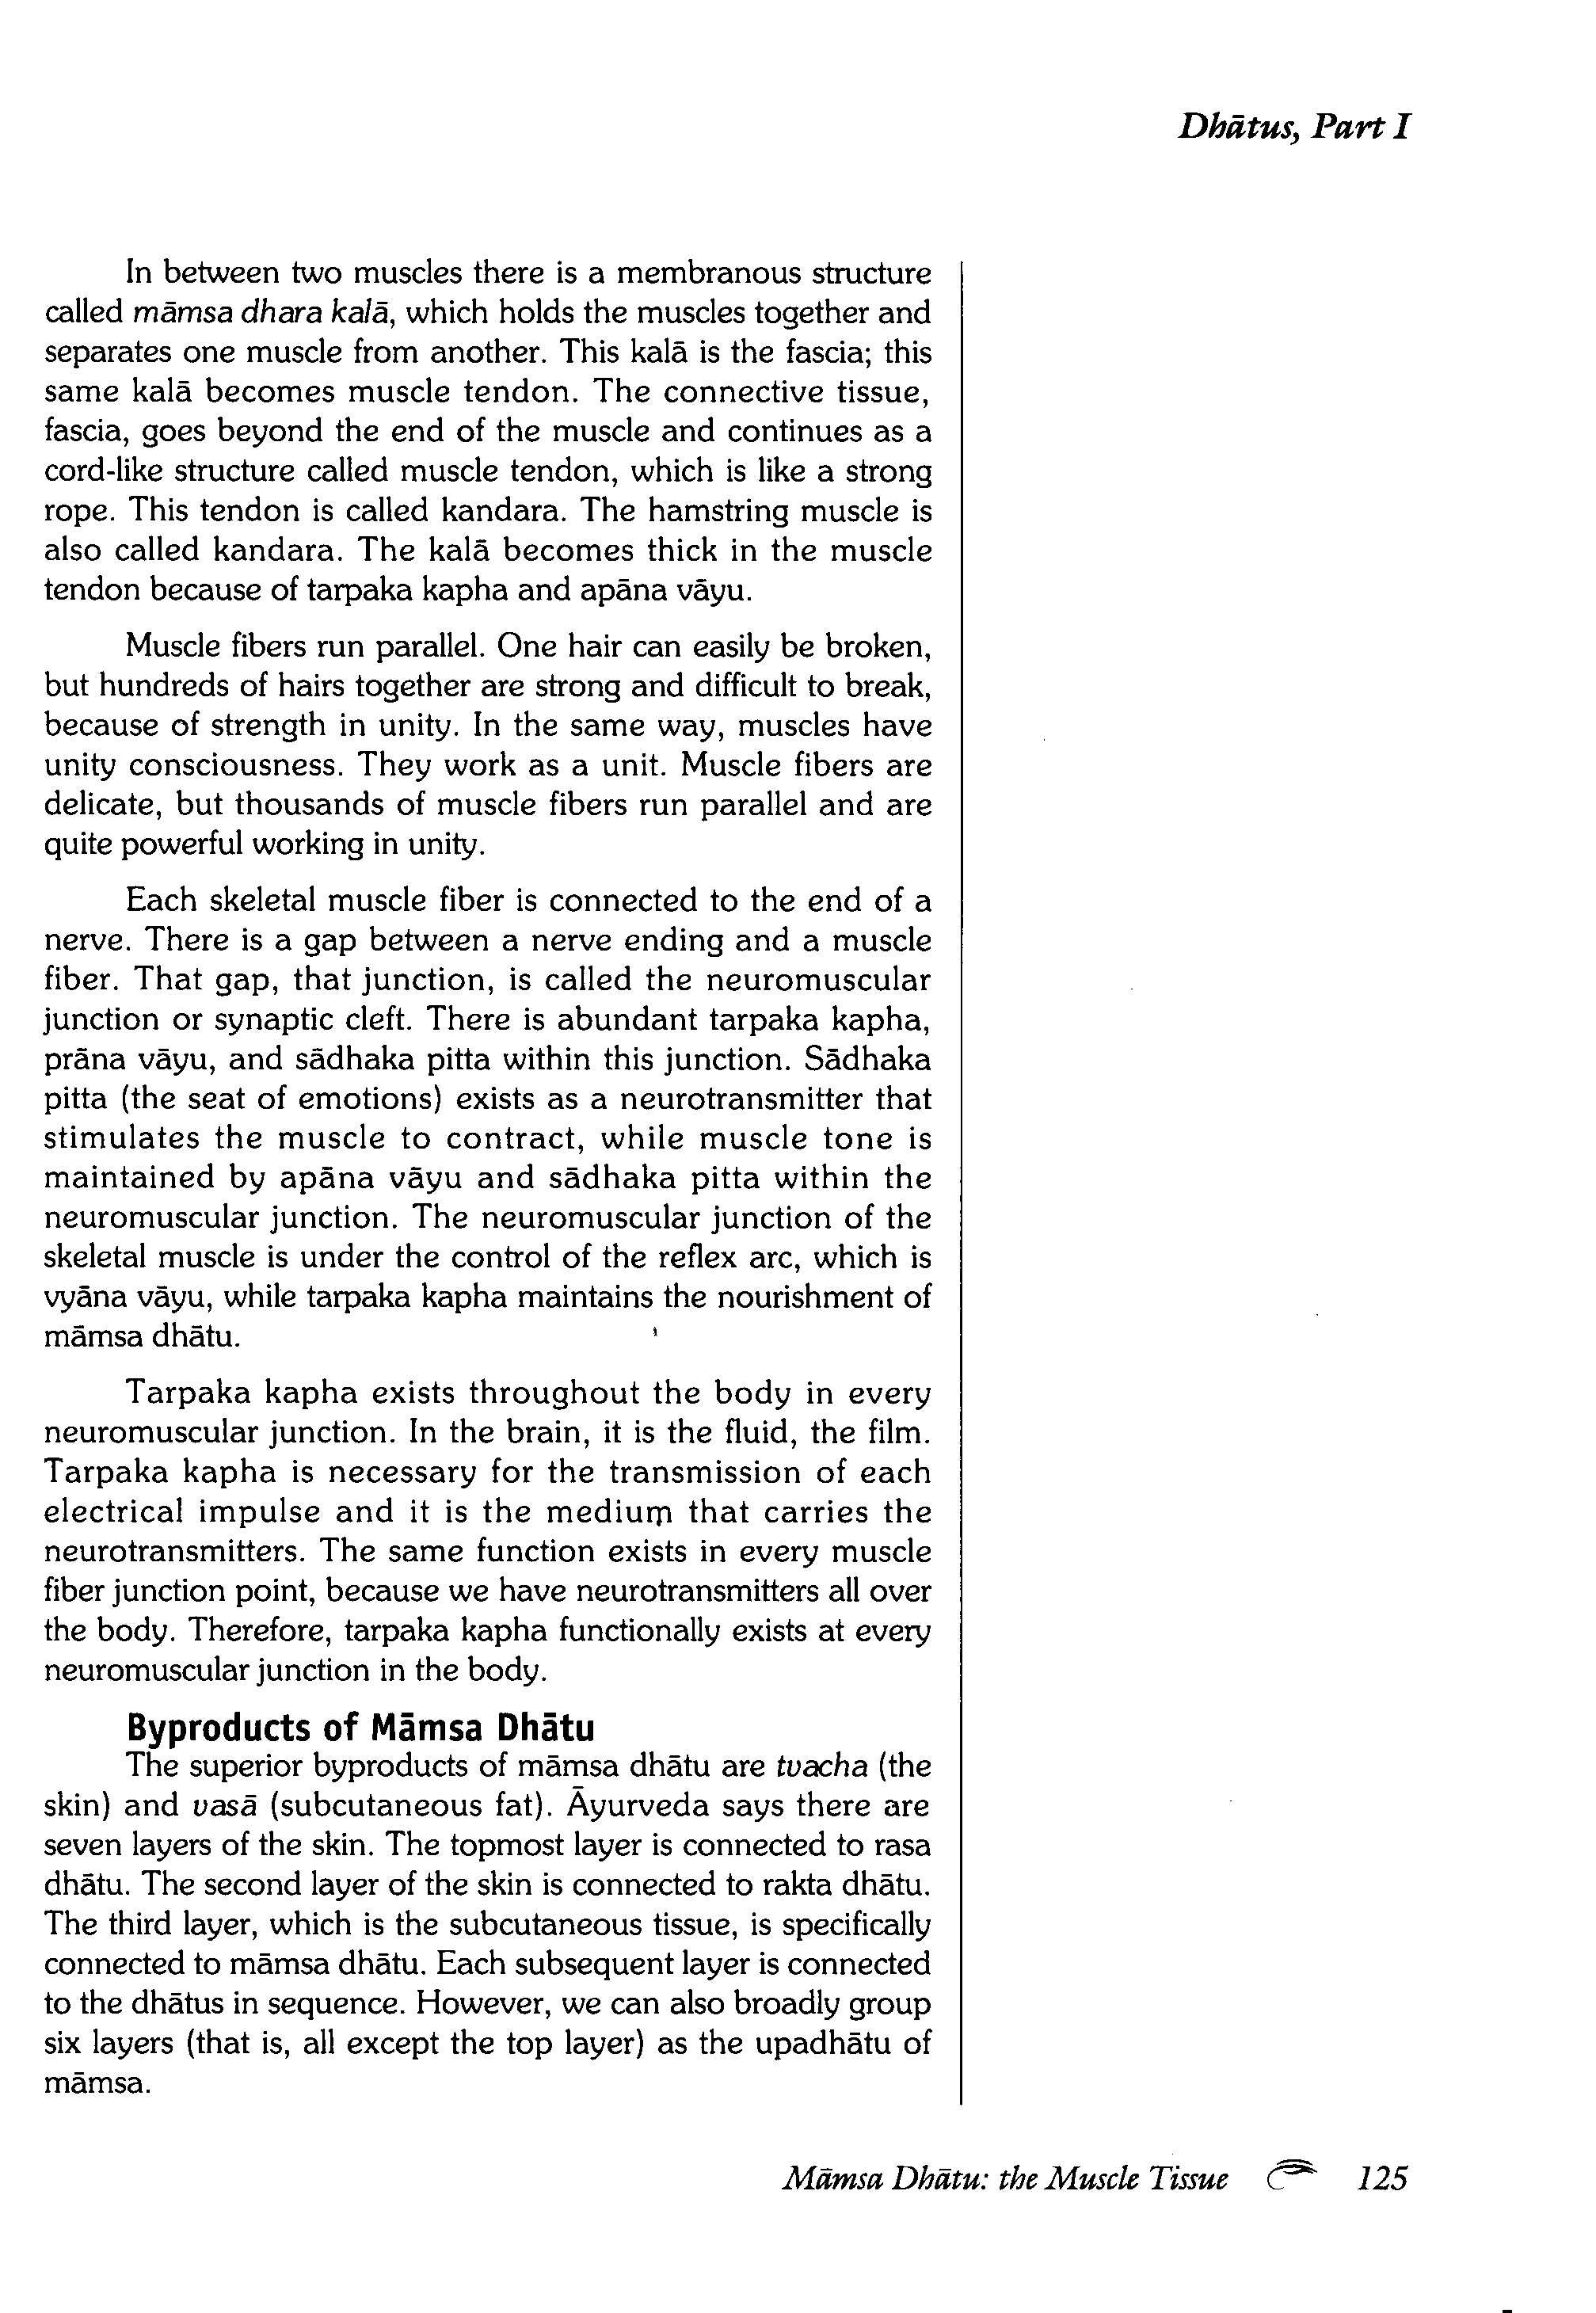 Dhātus, Part I
In between two muscles there is a membranous structure
called māmsa dhara kalā, which holds the muscles together and
separates one muscle from another. This kalā is the fascia; this
same kalā becomes muscle tendon. The connective tissue,
fascia, goes beyond the end of the muscle and continues as a
cord-like structure called muscle tendon, which is like a strong
rope. This tendon is called kandara. The hamstring muscle is
also called kandara. The kalā becomes thick in the muscle
tendon because of tarpaka kapha and apāna vāyu.
Muscle fibers run parallel. One hair can easily be broken,
but hundreds of hairs together are strong and difficult to break,
because of strength in unity. In the same way, muscles have
unity consciousness. They work as a unit. Muscle fibers are
delicate, but thousands of muscle fibers run parallel and are
quite powerful working in unity.
Each skeletal muscle fiber is connected to the end of a
nerve. There is a gap between a nerve ending and a muscle
fiber. That gap, that junction, is called the neuromuscular
junction or synaptic cleft. There is abundant tarpaka kapha,
prāna vāyu, and sādhaka pitta within this junction. Sādhaka
pitta (the seat of emotions) exists as a neurotransmitter that
stimulates the muscle to contract, while muscle tone is
maintained by apāna vāyu and sādhaka pitta within the
neuromuscular junction. The neuromuscular junction of the
skeletal muscle is under the control of the reflex arc, which is
vyāna vāyu, while tarpaka kapha maintains the nourishment of
māmsa dhātu.
Tarpaka kapha exists throughout the body in every
neuromuscular junction. In the brain, it is the fluid, the film.
Tarpaka kapha is necessary for the transmission of each
electrical impulse and it is the medium that carries the
neurotransmitters. The same function exists in every muscle
fiber junction point, because we have neurotransmitters all over
the body. Therefore, tarpaka kapha functionally exists at every
neuromuscular junction in the body.
Byproducts of Māmsa Dhātu
The superior byproducts of māmsa dhātu are tvacha (the
skin) and vasā (subcutaneous fat). Āyurveda says there are
seven layers of the skin. The topmost layer is connected to rasa
dhātu. The second layer of the skin is connected to rakta dhātu.
The third layer, which is the subcutaneous tissue, is specifically
connected to māmsa dhātu. Each subsequent layer is connected
to the dhātus in sequence. However, we can also broadly group
six layers (that is, all except the top layer) as the upadhātu of
māmsa.
Māmsa Dhātu: the Muscle Tissue 125